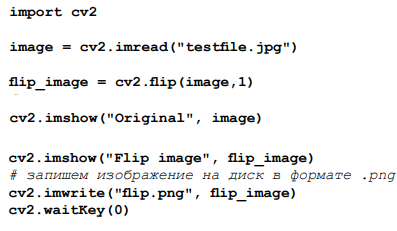 import cv2
image = cv2.imread("testfile.jpg")
flip_image = cv2.flip(image,1)
cv2.imshow("Original", image)
cv2.imshow("Flip image", flip_image)
# запишем изображение на диск в формате .png
cv2.imwrite("flip.png", flip_image)
cv2.waitKey(0)